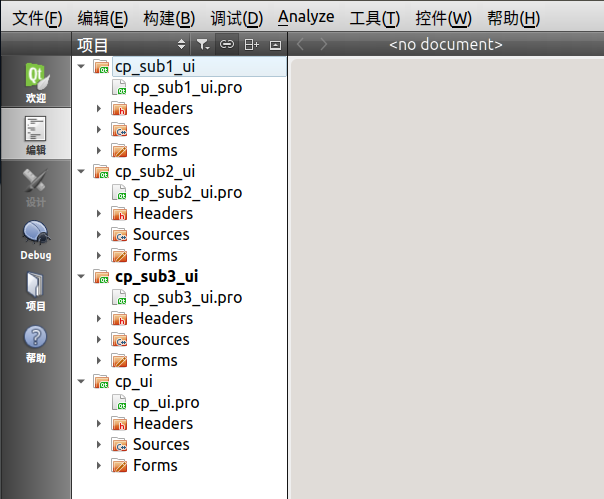 文件(F) 编辑(E) 构建(B) 调试(D) Analyze 工具(T) 控件(W) 帮助(H)
项目
<no document>
Qt
欢迎
编辑
设计
Debug
项目
帮助
cp_sub1_ui
cp_sub1_ui.pro
Headers
Sources
Forms
cp_sub2_ui
cp_sub2_ui.pro
Headers
Sources
Forms
cp_sub3_ui
cp_sub3_ui.pro
Headers
Sources
Forms
cp_ui
cp_ui.pro
Headers
Sources
Forms